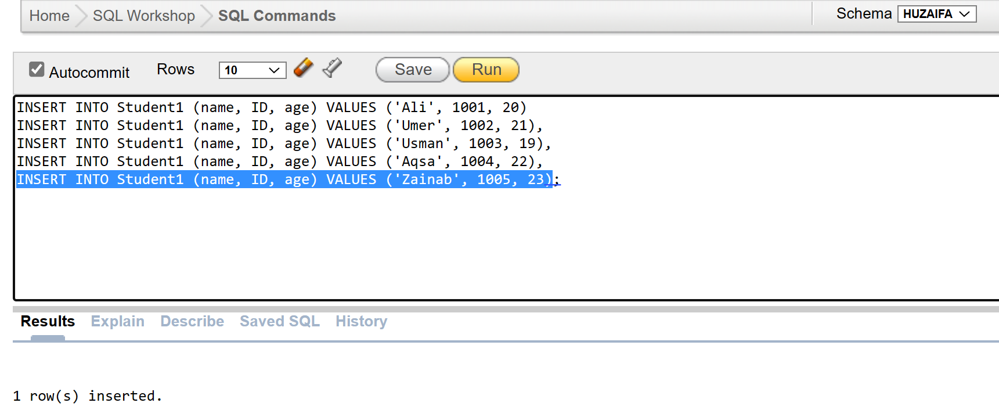 Home SQL Workshop SQL Commands Schema HUZAIFA
Autocommit Rows 10 Save Run
INSERT INTO Student1 (name, ID, age) VALUES ('Ali', 1001, 20)
INSERT INTO Student1 (name, ID, age) VALUES ('Umer', 1002, 21),
INSERT INTO Student1 (name, ID, age) VALUES ('Usman', 1003, 19),
INSERT INTO Student1 (name, ID, age) VALUES ('Aqsa', 1004, 22),
INSERT INTO Student1 (name, ID, age) VALUES ('Zainab', 1005, 23);
Results Explain Describe Saved SQL History
1 row(s) inserted.